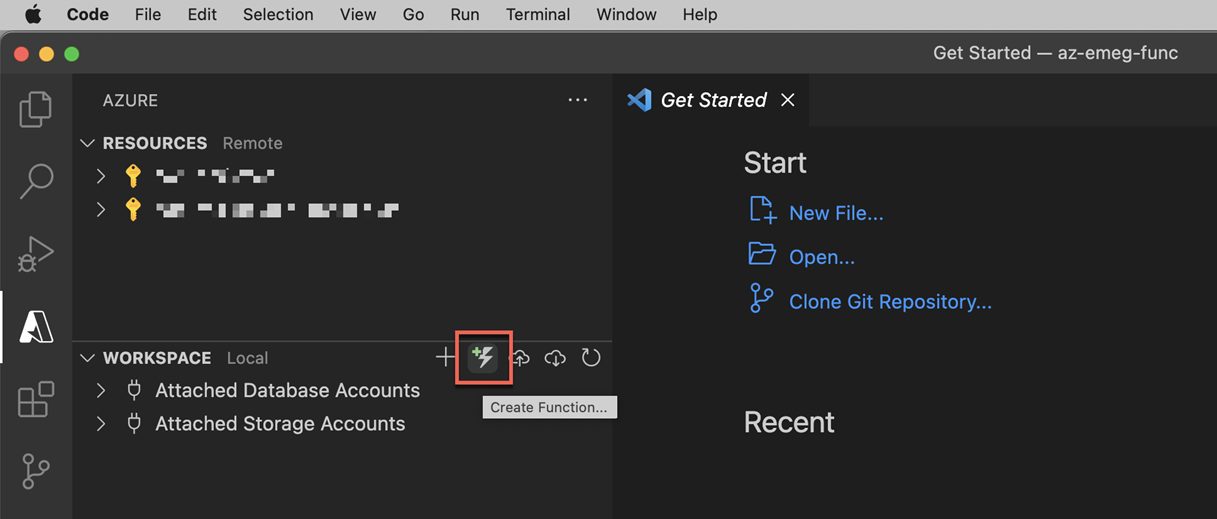 Code File Edit Selection View Go Run Terminal Window Help
Get Started — az-emeg-func
AZURE
Get Started
RESOURCES Remote
Start
New File...
Open...
Clone Git Repository...
WORKSPACE Local
Attached Database Accounts
Create Function...
Attached Storage Accounts
Recent